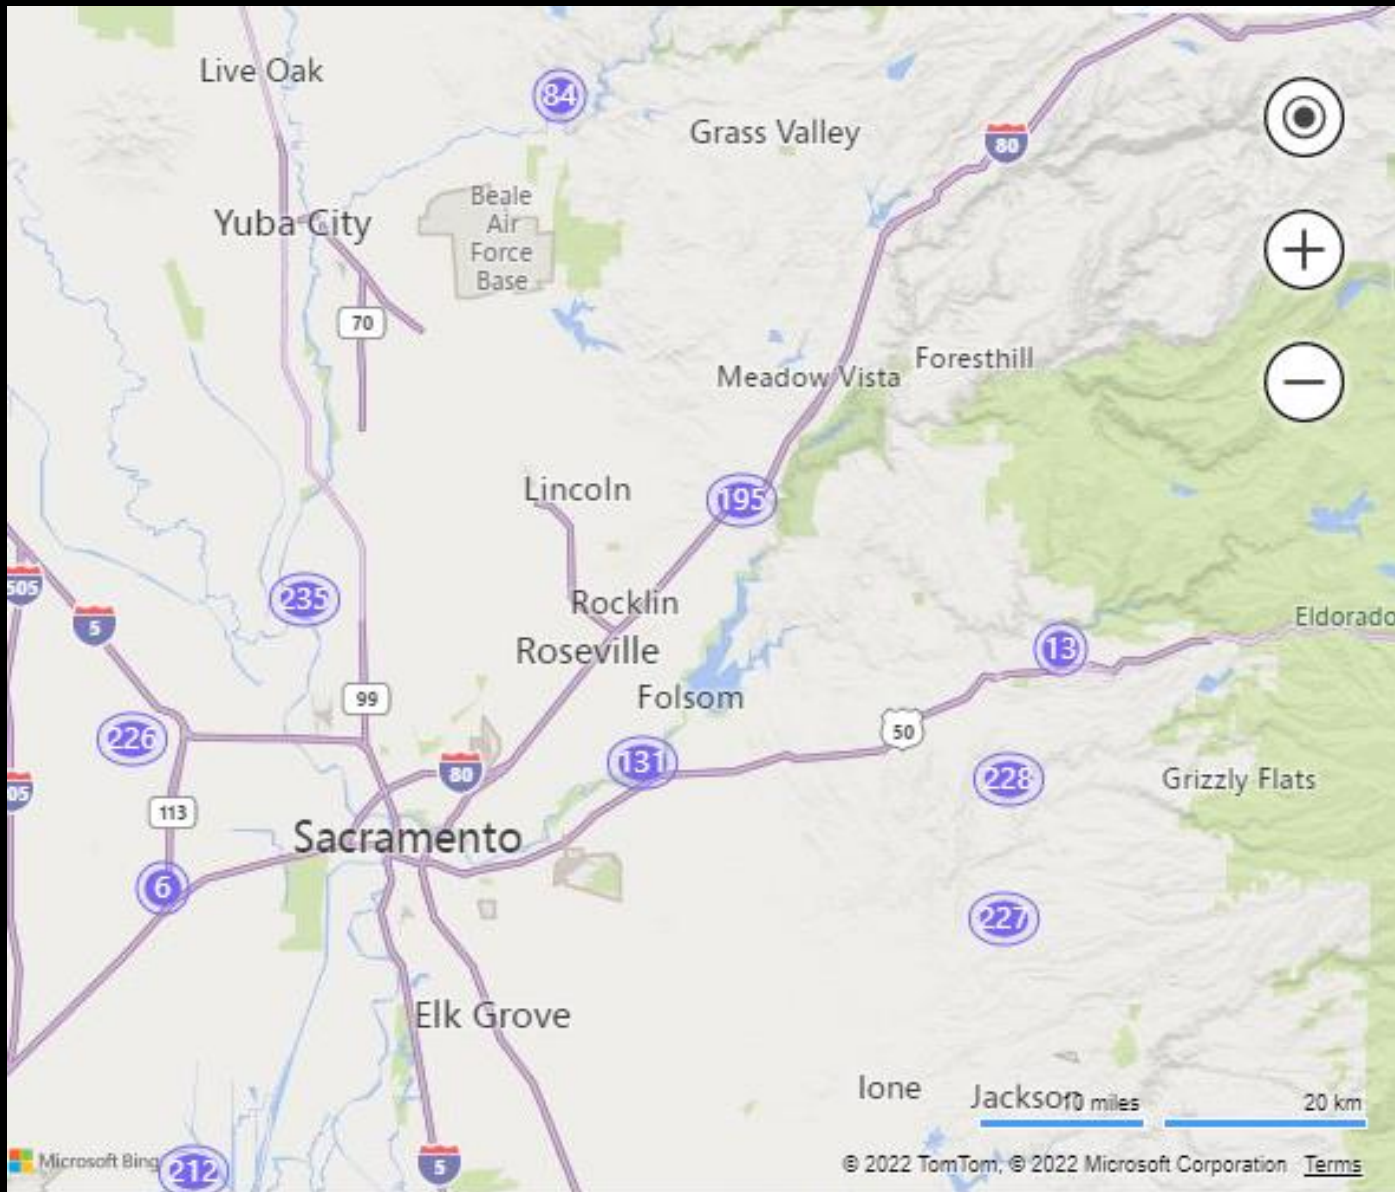 Live Oak
84
Grass Valley
80
Beale
Air
Force
Base
Yuba City
70
Foresthill
Meadow Vista
Lincoln
195
505
235
Rocklin
5
Eldorado
13
Roseville
Folsom
99
50
226
131
80
228
Grizzly Flats
113
Sacramento
6
227
Elk Grove
Ione
Jackson
10 miles
20 km
5
Microsoft Bing
212
© 2022 TomTom, © 2022 Microsoft Corporation Terms